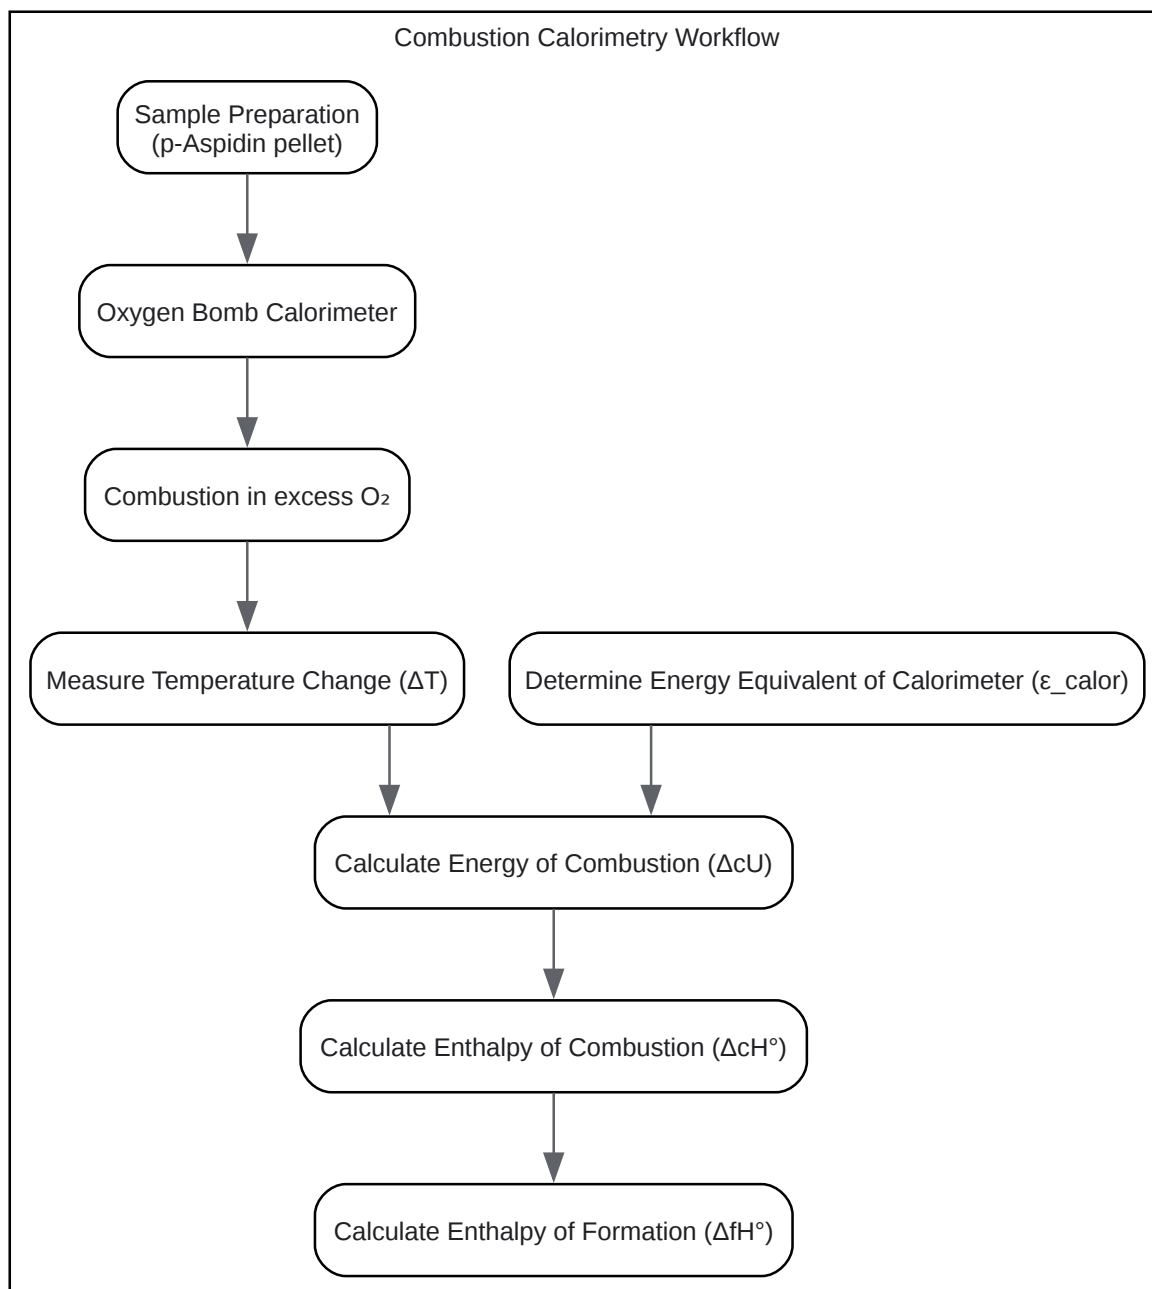 Combustion Calorimetry Workflow
Sample Preparation
(p-Aspidin pellet)
Oxygen Bomb Calorimeter
Combustion in excess O₂
Measure Temperature Change (ΔT)
Determine Energy Equivalent of Calorimeter (ε_calor)
Calculate Energy of Combustion (ΔcU)
Calculate Enthalpy of Combustion (ΔcH°)
Calculate Enthalpy of Formation (ΔfH°)